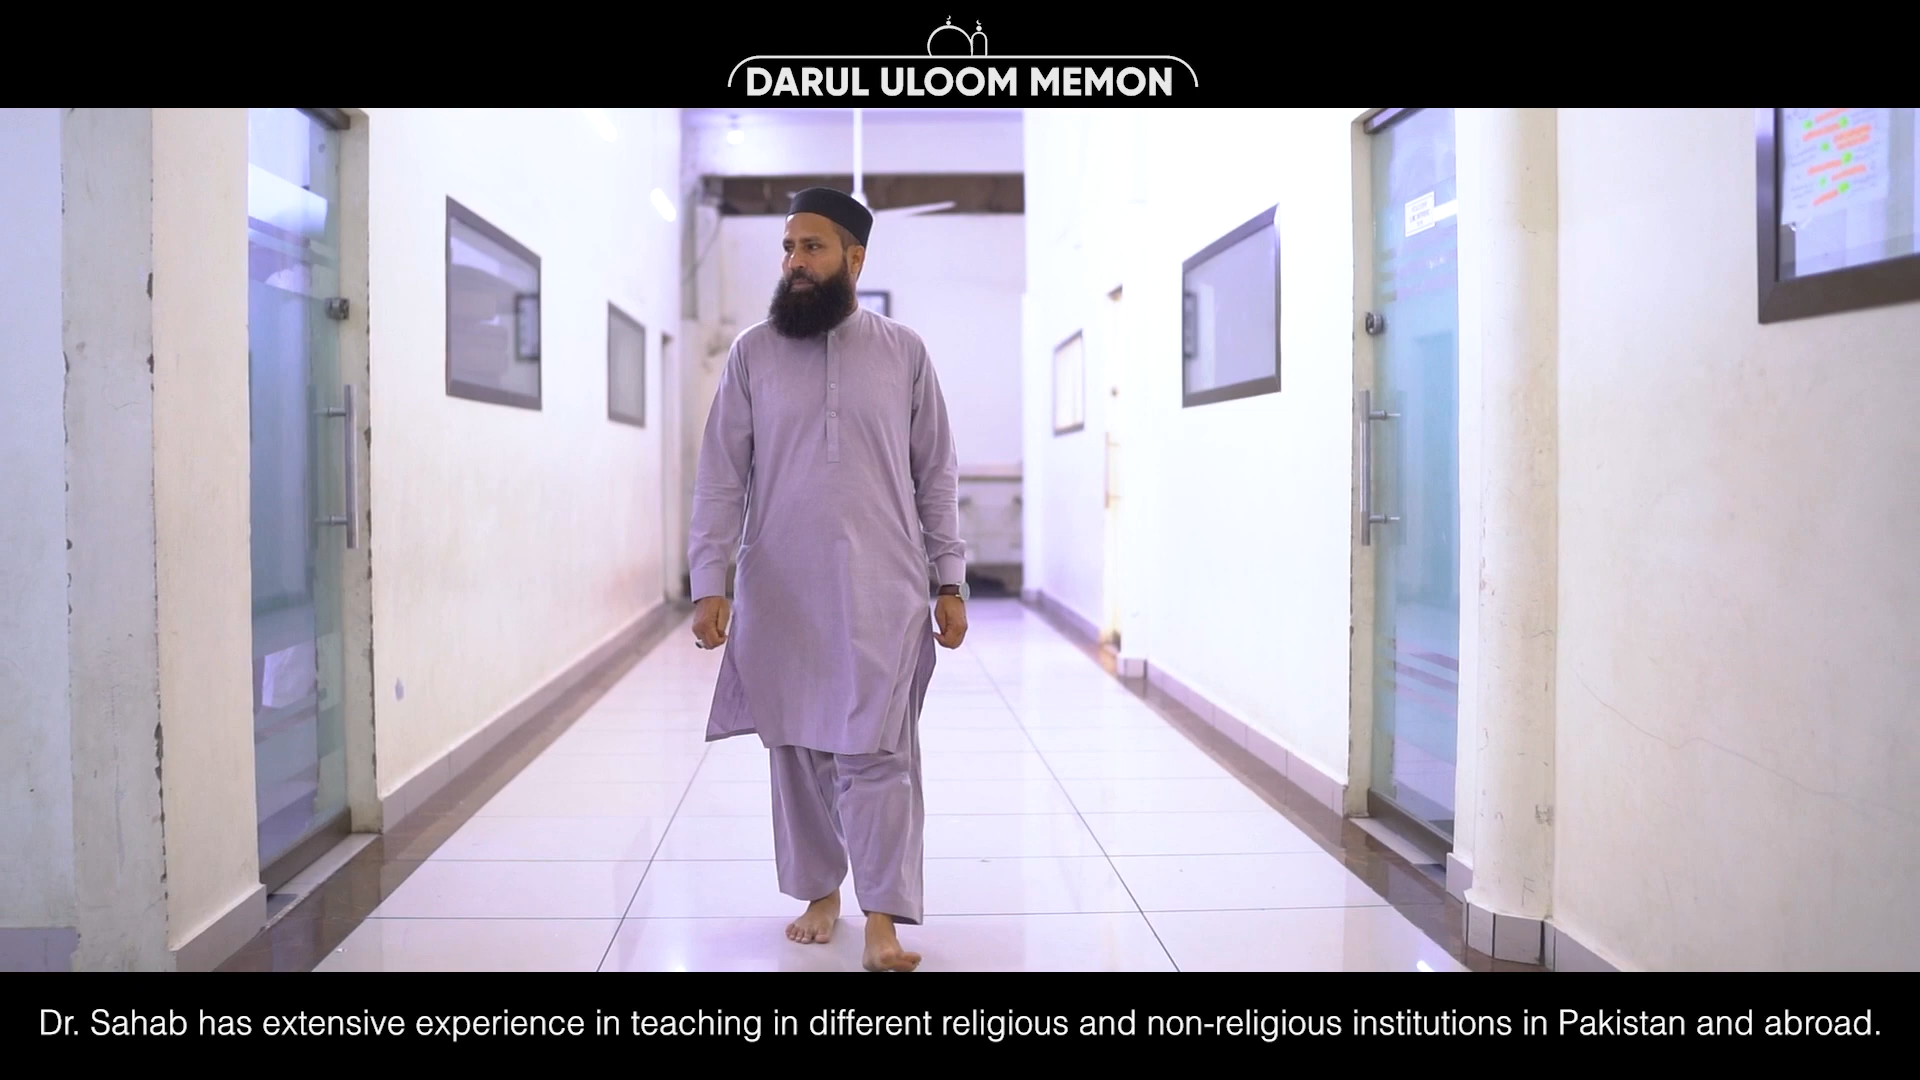 DARUL ULOOM MEMON
Dr. Sahab has extensive experience in teaching in different religious and non-religious institutions in Pakistan and abroad.